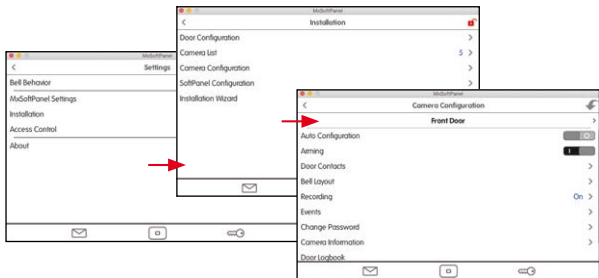 MxSoftPanel
Settings
Bell Behavior
MxSoftPanel Settings
Installation
Access Control
About
MxSoftPanel
Installation
Door Configuration
Camera List 5
Camera Configuration
SoftPanel Configuration
Installation Wizard
MxSoftPanel
Camera Configuration
Front Door
Auto Configuration
Arming
Door Contacts
Bell Layout
Recording On
Events
Change Password
Camera Information
Door Logbook